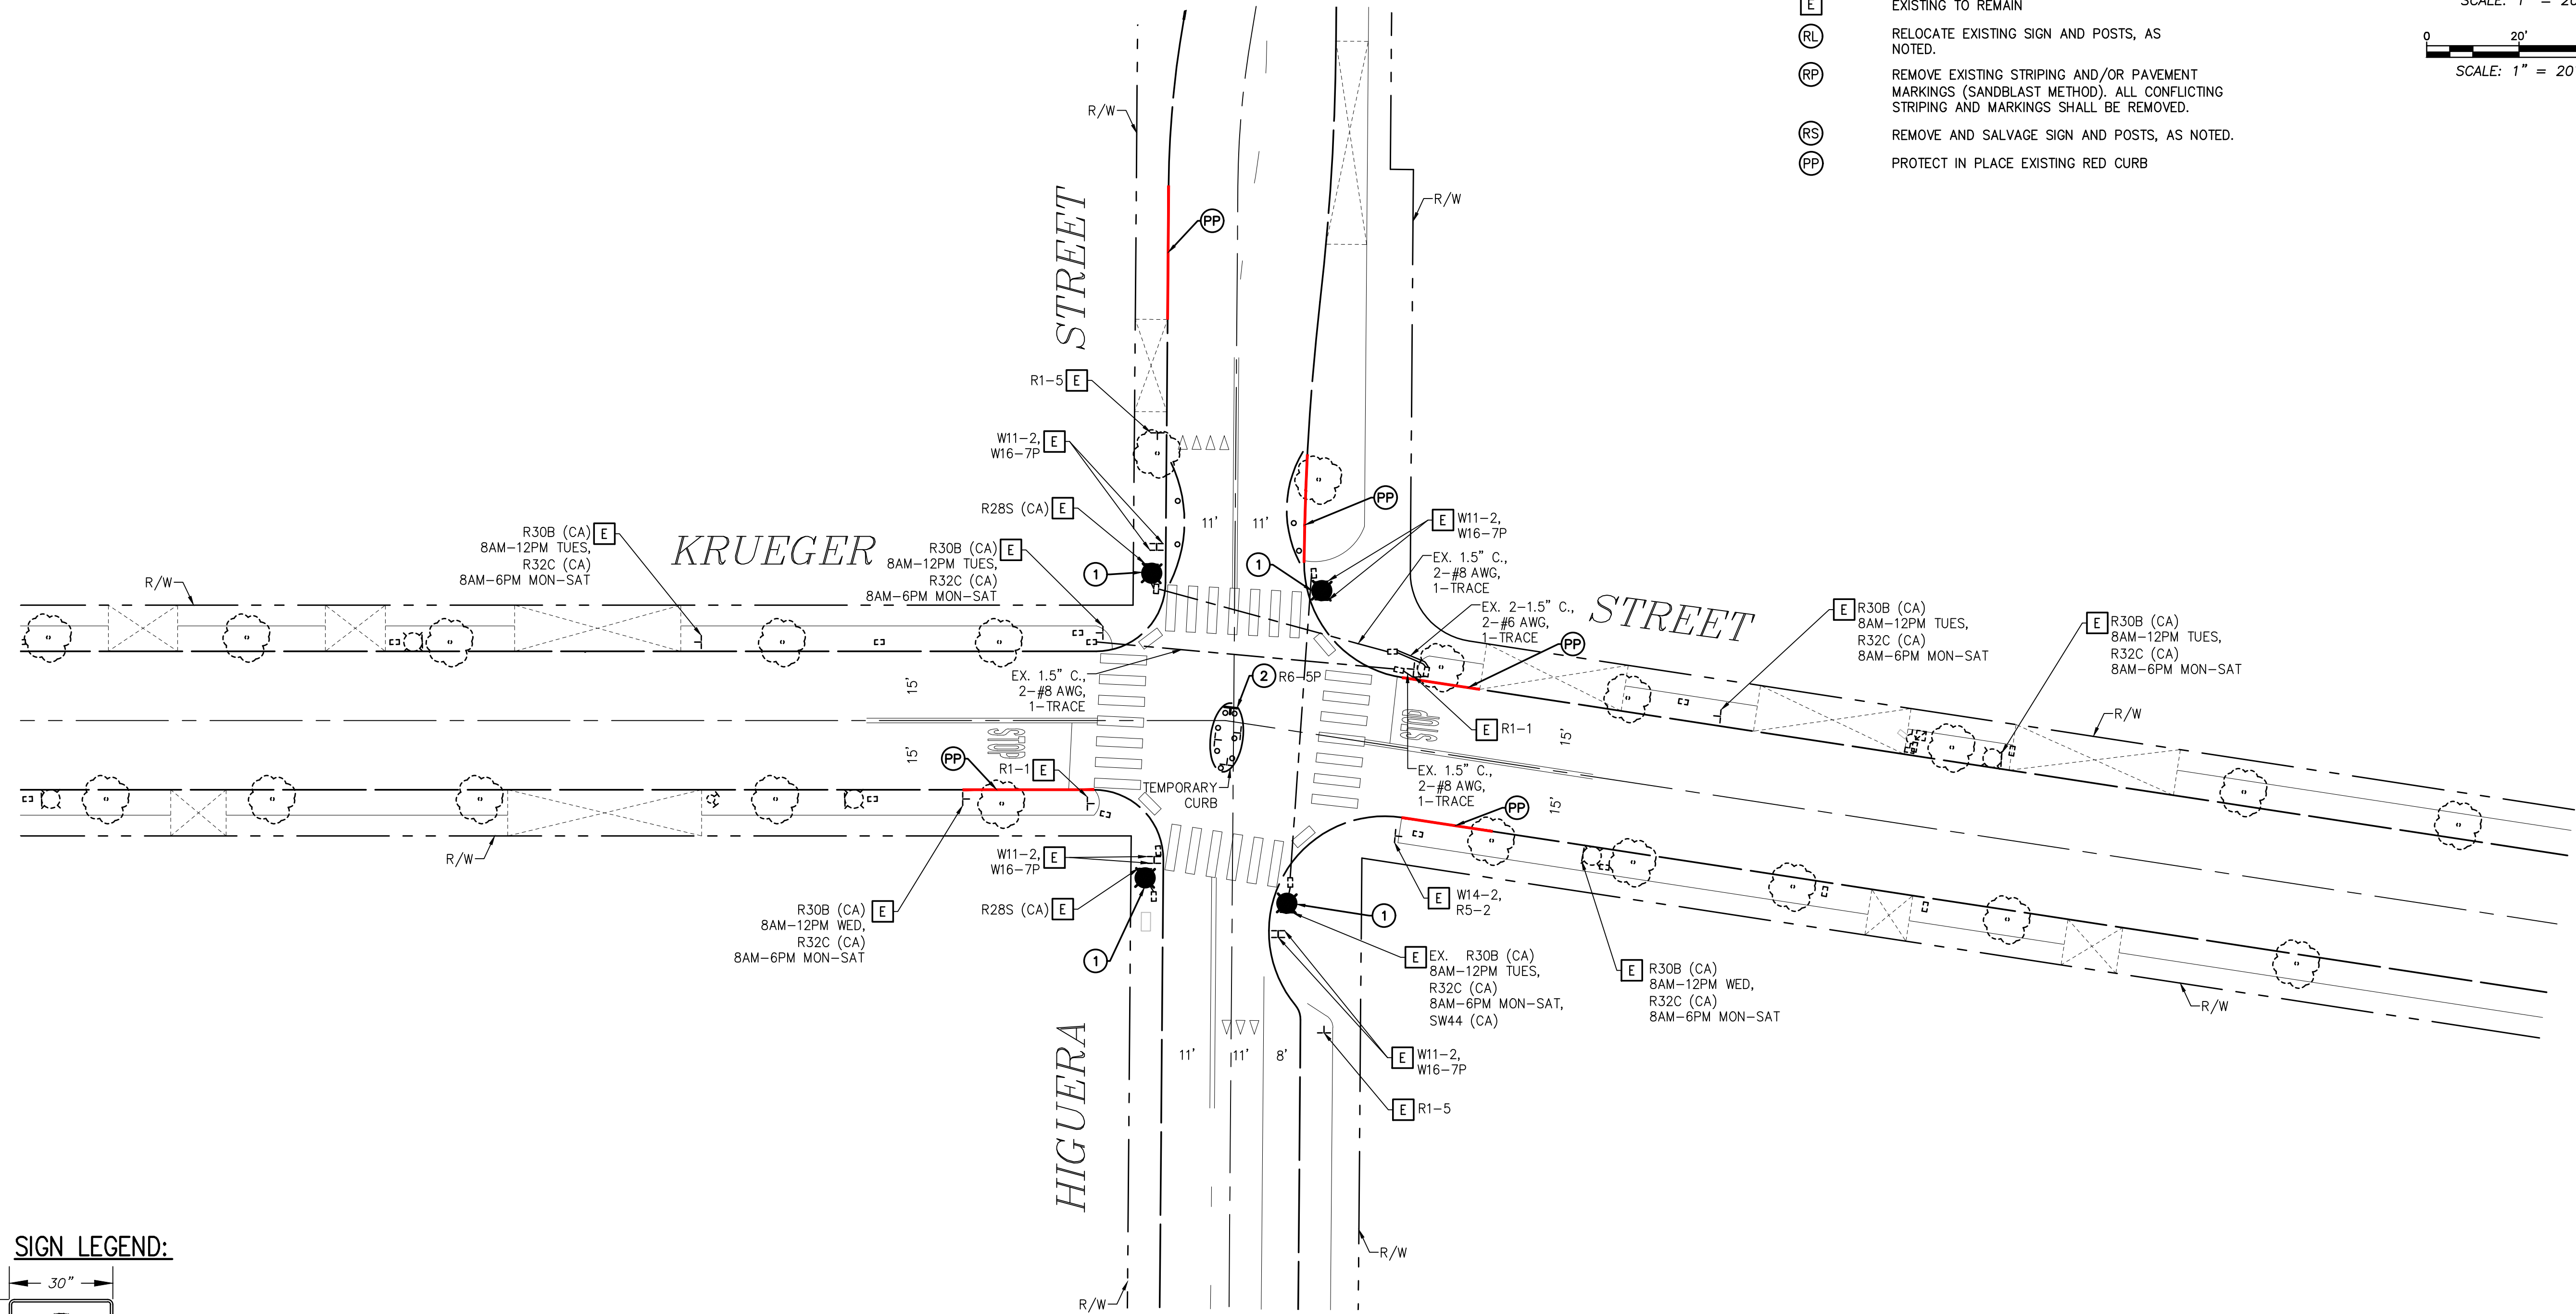 E EXISTING TO REMAIN
RL RELOCATE EXISTING SIGN AND POSTS, AS
NOTED.
RP REMOVE EXISTING STRIPING AND/OR PAVEMENT
MARKINGS (SANDBLAST METHOD). ALL CONFLICTING
STRIPING AND MARKINGS SHALL BE REMOVED.
RS REMOVE AND SALVAGE SIGN AND POSTS, AS NOTED.
PP PROTECT IN PLACE EXISTING RED CURB
SCALE: 1" = 20
0 20'
SCALE: 1" = 20
R/W
R/W
STREET
PP
R1-5 E
W11-2, E
W16-7P
R28S (CA) E
11' 11'
PP
E W11-2,
W16-7P
R30B (CA) E
8AM-12PM TUES,
R32C (CA)
8AM-6PM MON-SAT
KRUEGER
R30B (CA) E
8AM-12PM TUES,
R32C (CA)
8AM-6PM MON-SAT
1
1
EX. 1.5" C.,
2-#8 AWG,
1-TRACE
EX. 2-1.5" C.,
2-#6 AWG,
1-TRACE
STREET
PP
E R30B (CA)
8AM-12PM TUES,
R32C (CA)
8AM-6PM MON-SAT
E R30B (CA)
8AM-12PM TUES,
R32C (CA)
8AM-6PM MON-SAT
R/W
R/W
15'
EX. 1.5" C.,
2-#8 AWG,
1-TRACE
2 R6-5P
STOP
STOP
E R1-1
15'
15'
PP
R1-1 E
TEMPORARY
CURB
EX. 1.5" C.,
2-#8 AWG,
1-TRACE
PP
15'
R/W
W11-2, E
W16-7P
R28S (CA) E
R30B (CA) E
8AM-12PM WED,
R32C (CA)
8AM-6PM MON-SAT
1
1
E W14-2,
R5-2
E EX. R30B (CA)
8AM-12PM TUES,
R32C (CA)
8AM-6PM MON-SAT,
SW44 (CA)
E R30B (CA)
8AM-12PM WED,
R32C (CA)
8AM-6PM MON-SAT
R/W
11' 11' 8'
E W11-2,
W16-7P
E R1-5
HIGUERA
R/W
R/W
SIGN LEGEND:
30"